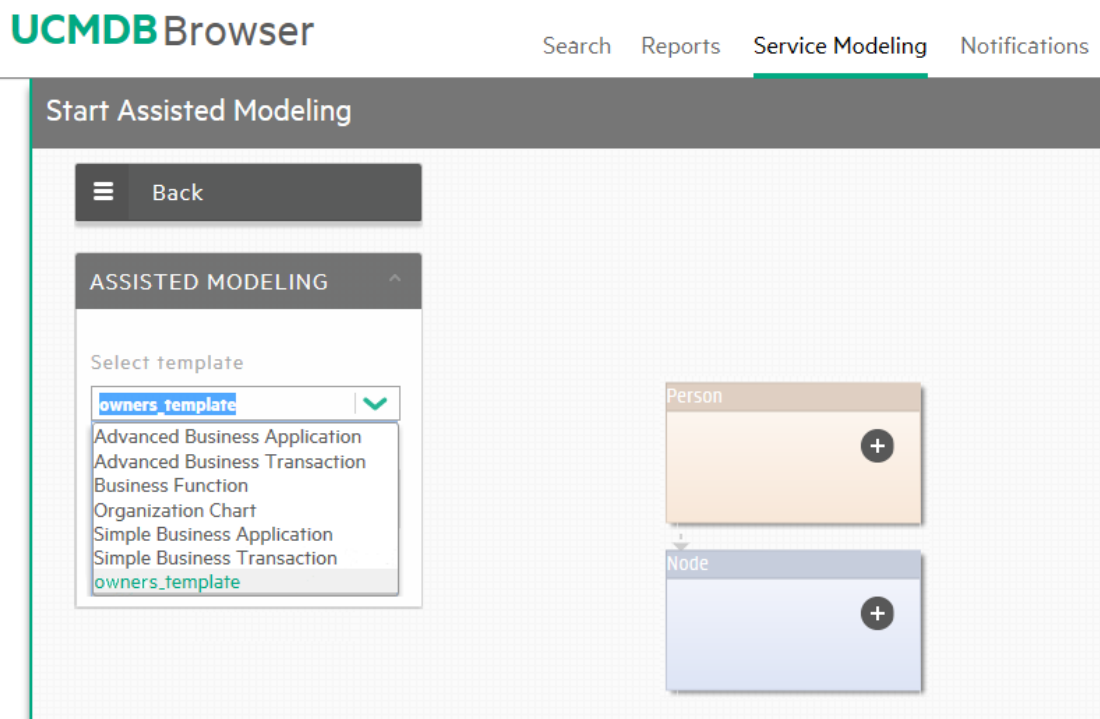 UCMDB Browser
Search Reports Service Modeling Notifications
Start Assisted Modeling
Back
ASSISTED MODELING
Select template
owners_template
Advanced Business Application
Advanced Business Transaction
Business Function
Organization Chart
Simple Business Application
Simple Business Transaction
owners_template
Person
Node